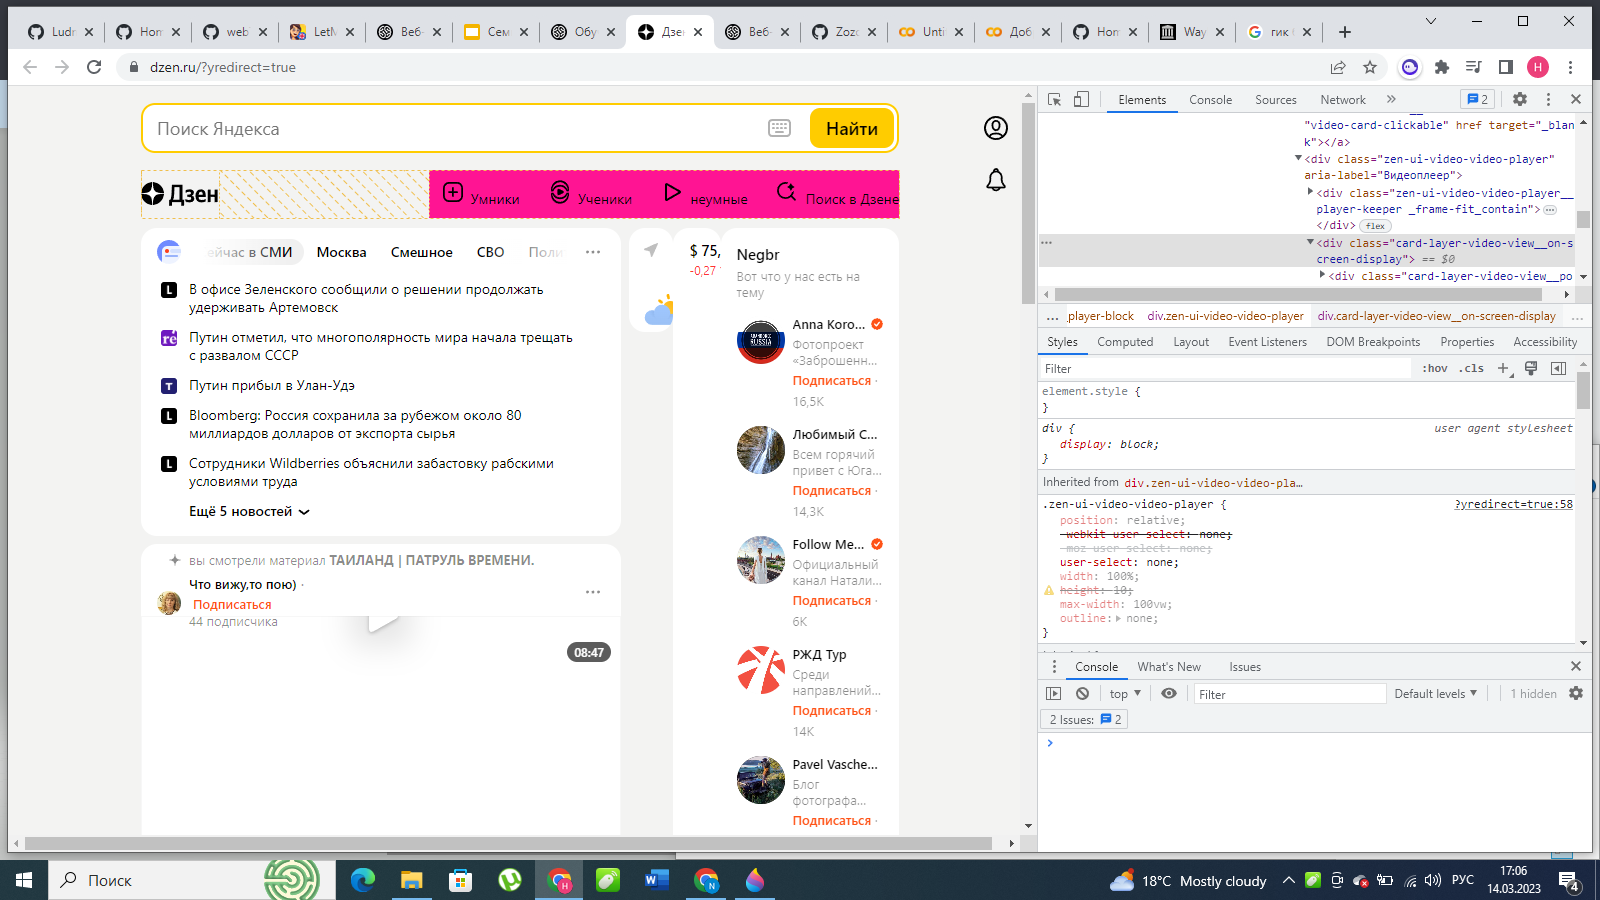 Ludr
Hom
web
LetM
Веб-
Сем
Обу
Дзен
Веб-
Zozo
Unti
Доб
Hom
Way
гик
dzen.ru/?yredirect=true
H
Поиск Яндекса
Найти
Дзен
Умники
Ученики
неумные
Поиск в Дзене
ейчас в СМИ
Москва
Смешное
СВО
Поли
В офисе Зеленского сообщили о решении продолжать
удерживать Артемовск
Путин отметил, что многополярность мира начала трещать
с развалом СССР
Путин прибыл в Улан-Удэ
Bloomberg: Россия сохранила за рубежом около 80
миллиардов долларов от экспорта сырья
Сотрудники Wildberries объяснили забастовку рабскими
условиями труда
Ещё 5 новостей
вы смотрели материал ТАИЛАНД | ПАТРУЛЬ ВРЕМЕНИ.
Что вижу,то пою) ·
Подписаться
44 подписчика
08:47
$ 75,
-0,27
Negbr
Вот что у нас есть на
тему
Anna Koro...
Фотопроект
«Заброшенн...
Подписаться ·
16,5K
Любимый С...
Всем горячий
привет с Юга...
Подписаться ·
14,3K
Follow Me...
Официальный
канал Натали...
Подписаться ·
6K
РЖД Тур
Среди
направлений...
Подписаться ·
14K
Pavel Vasche...
Блог
фотографа...
Подписаться ·
Elements
Console
Sources
Network
2
"video-card-clickable" href target="_blan
k"></a>
<div class="zen-ui-video-video-player"
aria-label="Видеоплеер">
<div class="zen-ui-video-video-player__
player-keeper _frame-fit_contain">
</div> flex
<div class="card-layer-video-view__on-s
creen-display"> == $0
<div class="card-layer-video-view__po
... _player-block
div.zen-ui-video-video-player
div.card-layer-video-view__on-screen-display ...
Styles
Computed
Layout
Event Listeners
DOM Breakpoints
Properties
Accessibility
Filter
:hov .cls
element.style {
}
div { user agent stylesheet
display: block;
}
Inherited from div.zen-ui-video-video-pla…
.zen-ui-video-video-player { ?yredirect=true:58
position: relative;
-webkit-user-select: none;
-moz-user-select: none;
user-select: none;
width: 100%;
height: 10;
max-width: 100vw;
outline: none;
}
Console
What's New
Issues
top
Filter
Default levels
1 hidden
2 Issues: 2
Поиск
18°C Mostly cloudy
РУС
17:06
14.03.2023
4